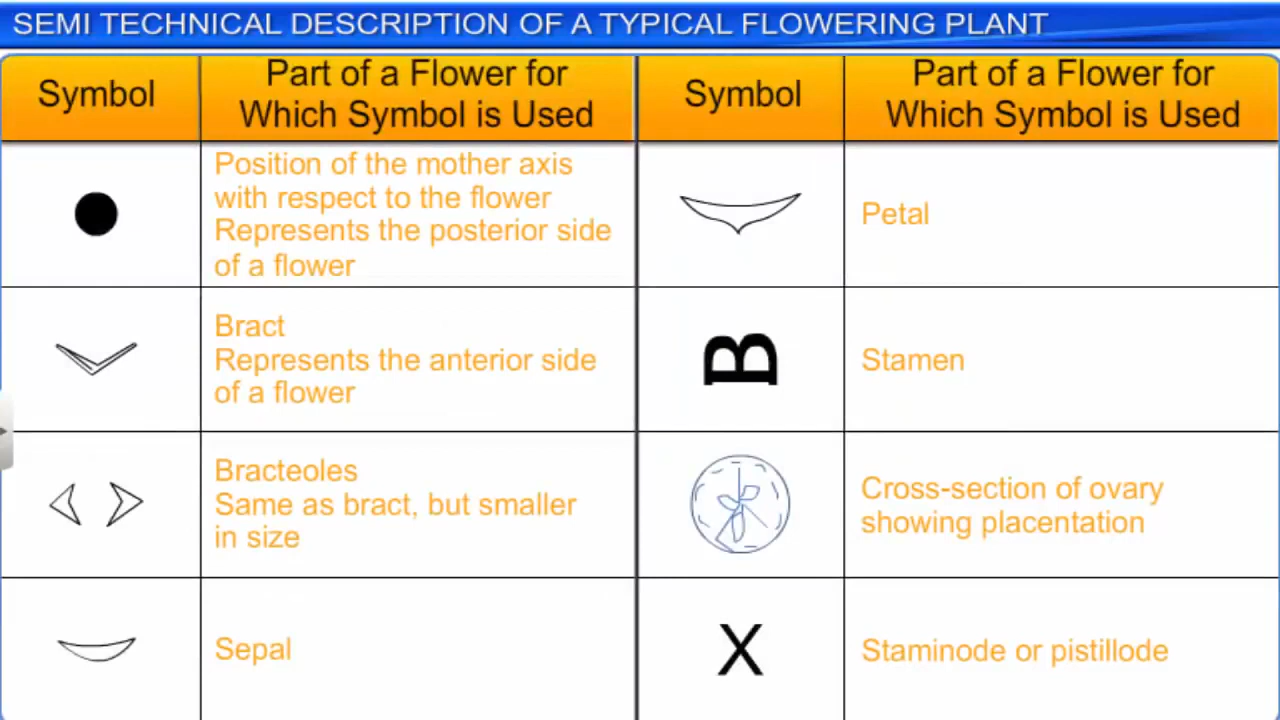 SEMI TECHNICAL DESCRIPTION OF A TYPICAL FLOWERING PLANT
Symbol
Part of a Flower for
Which Symbol is Used
Symbol
Part of a Flower for
Which Symbol is Used
Position of the mother axis
with respect to the flower
Represents the posterior side
of a flower
Petal
Bract
Represents the anterior side
of a flower
B
Stamen
Bracteoles
Same as bract, but smaller
in size
Cross-section of ovary
showing placentation
Sepal
X
Staminode or pistillode